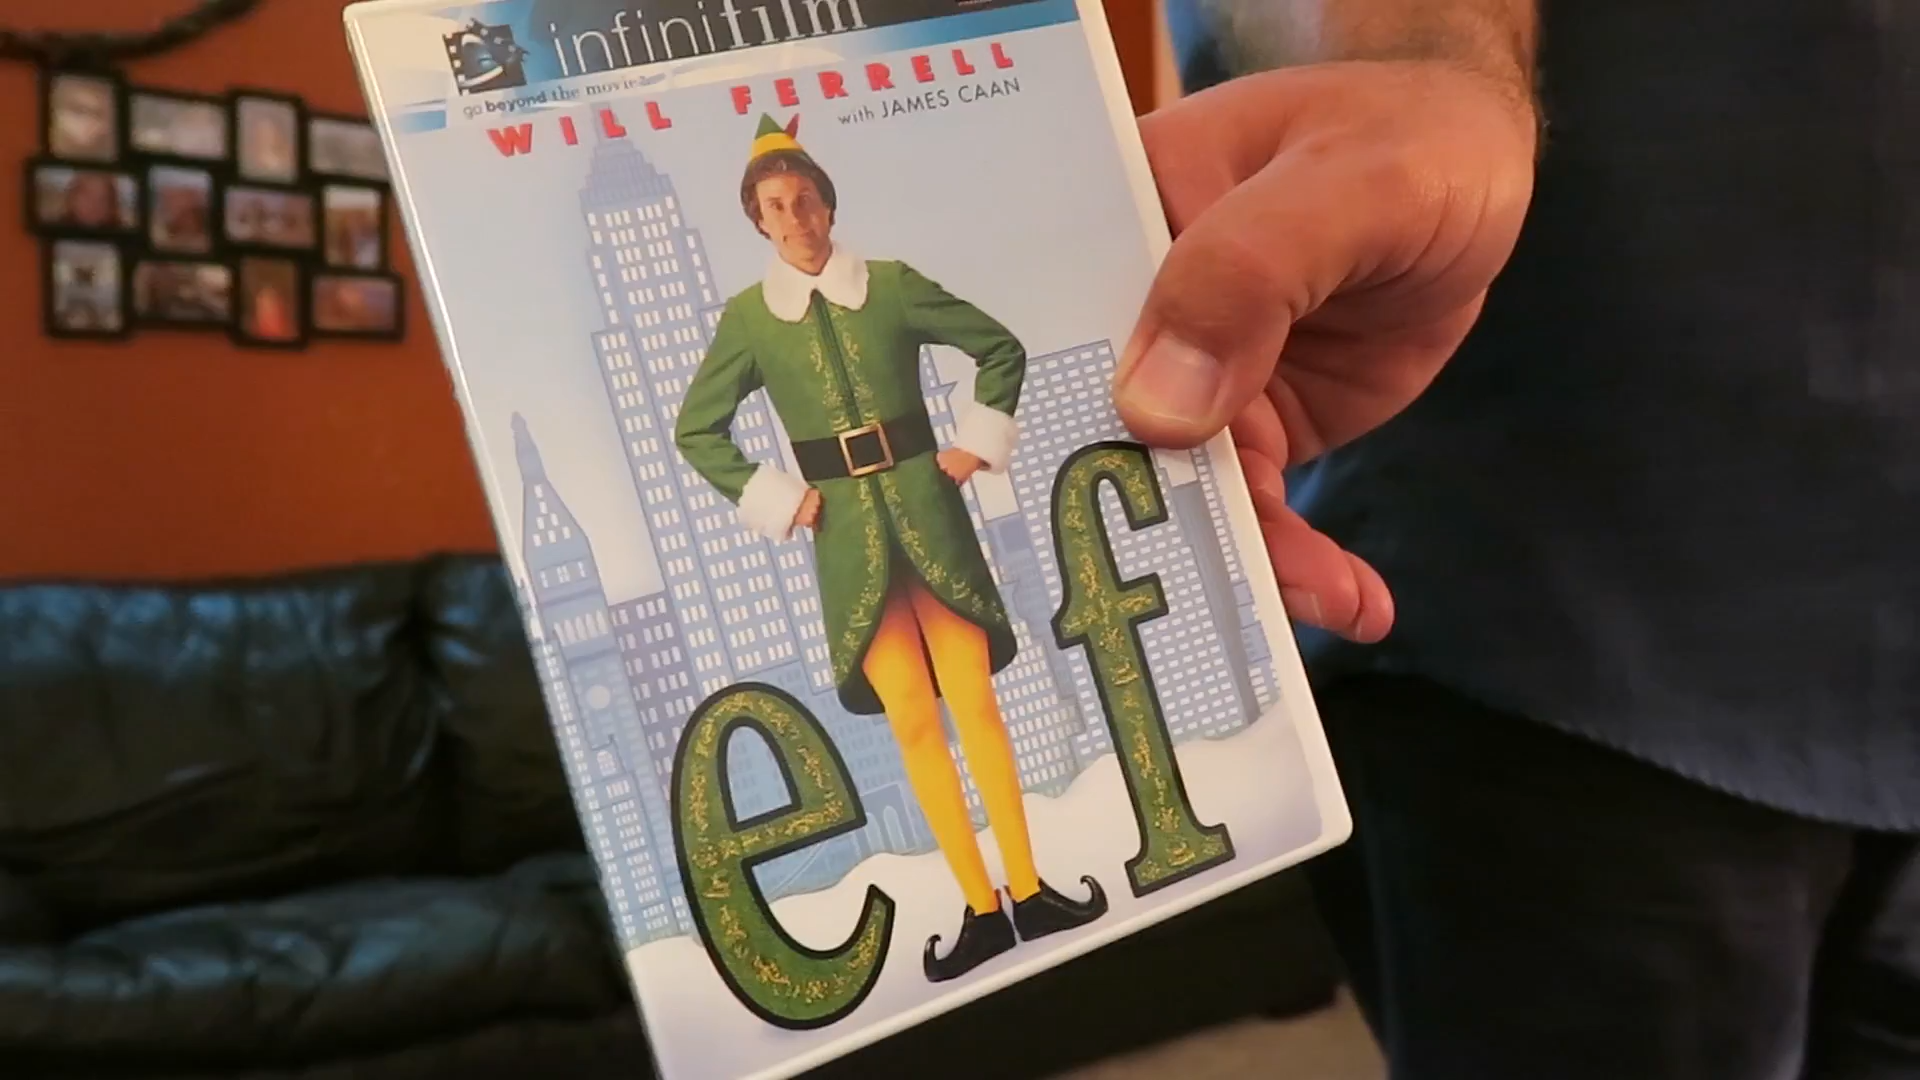 infinifilm
go beyond the movie
WILL FERRELL
with JAMES CAAN
elf